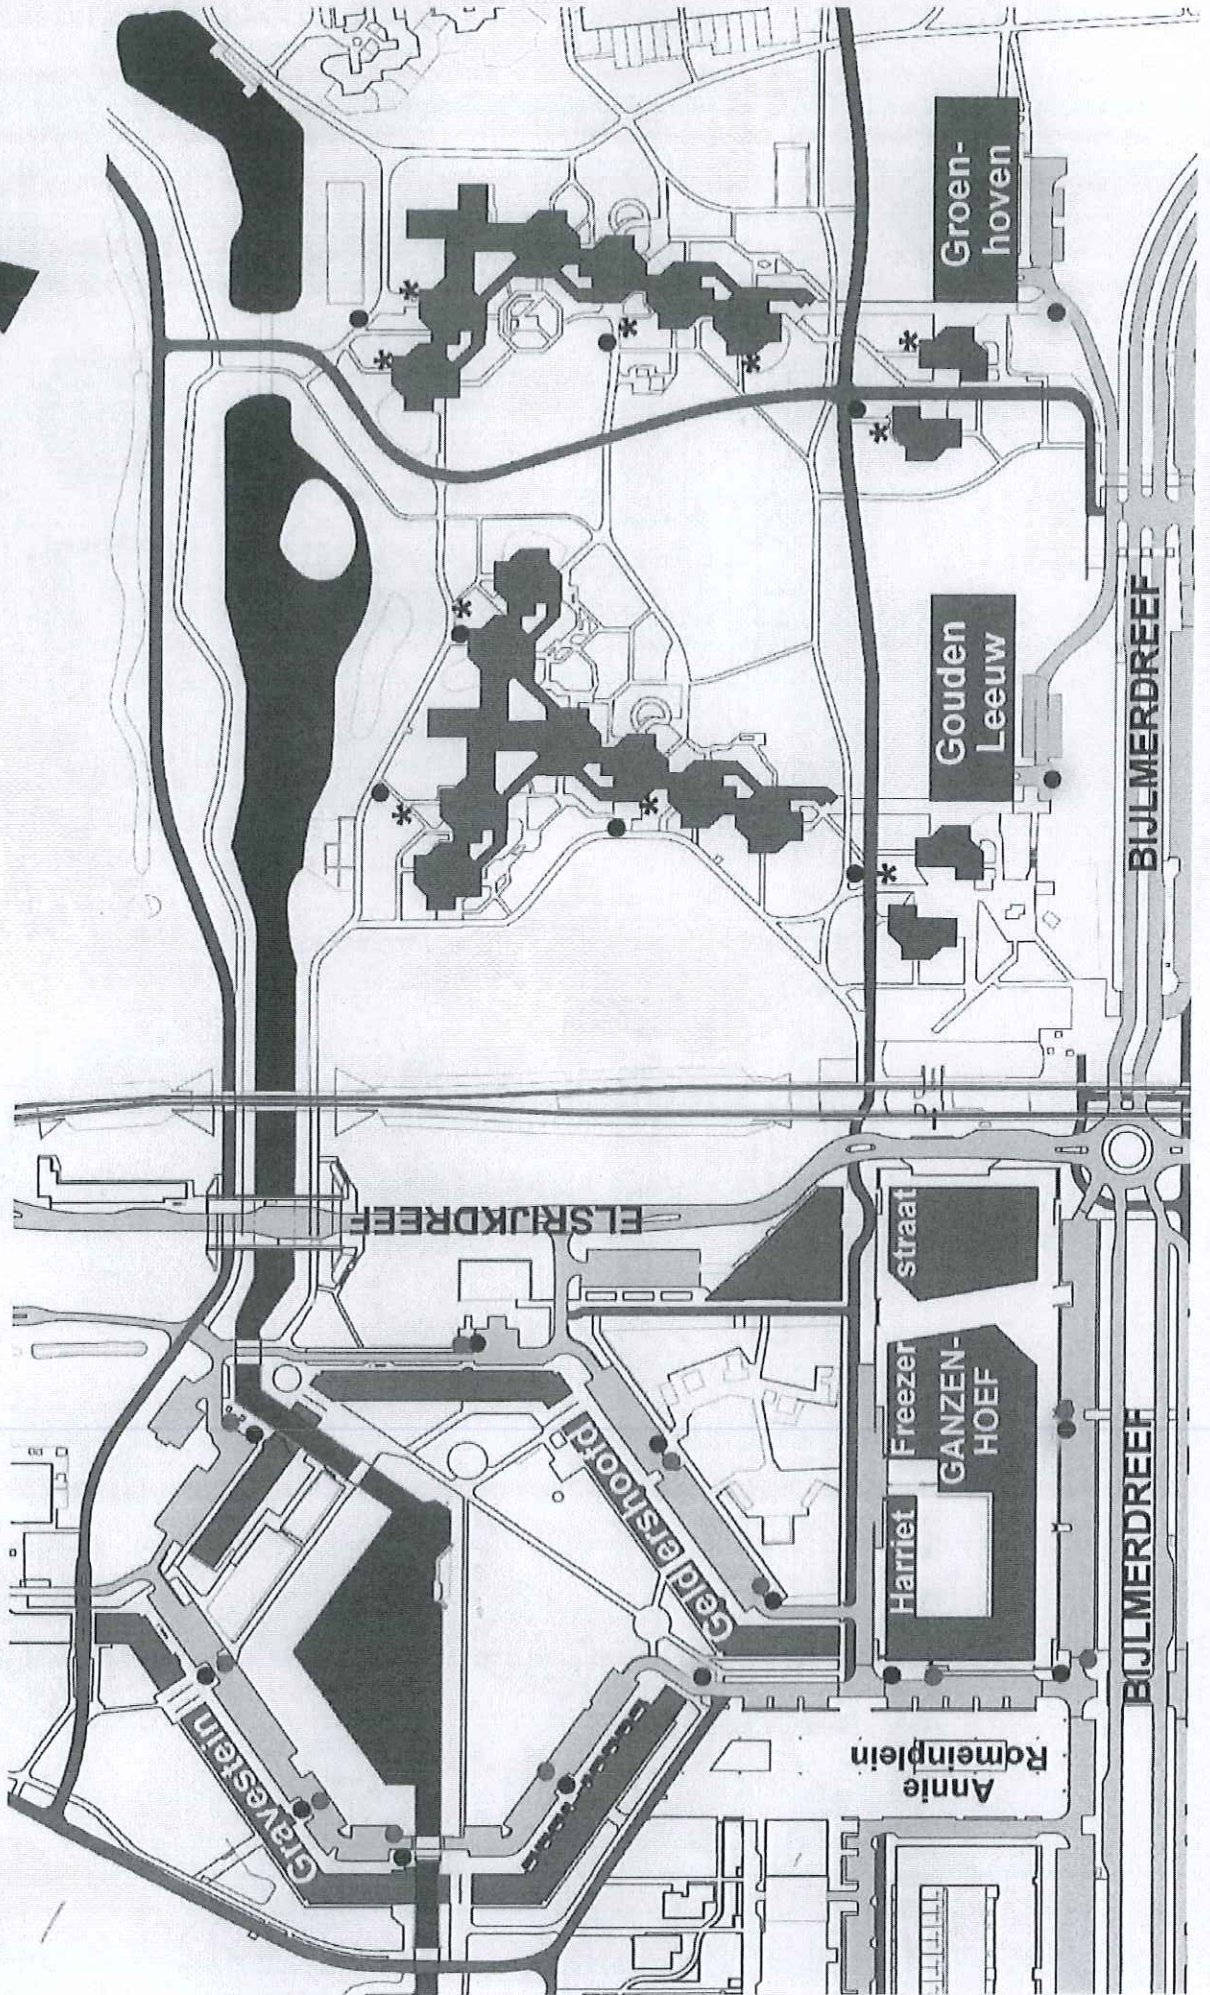 Groen-
hoven
Gouden
Leeuw
BIJLMERDREEF
ELSRIJKDREEF
straat
Freezer
Harriet
GANZEN-
HOEF
Geldershoofd
Gravestein
BIJLMERDREEF
Annie
Romeinplein